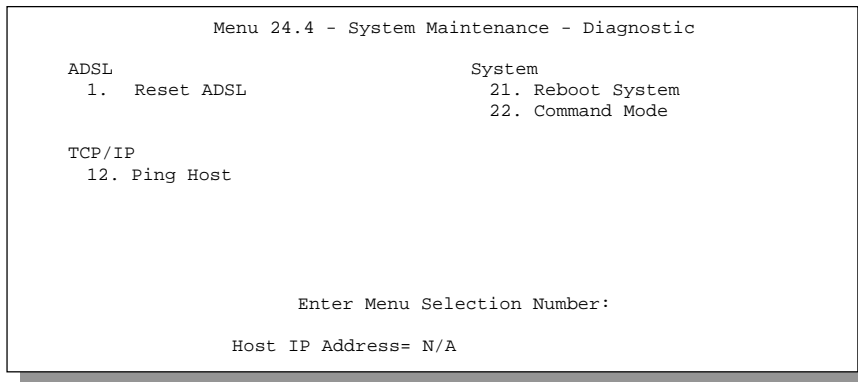 Menu 24.4 - System Maintenance - Diagnostic
ADSL System
1. Reset ADSL 21. Reboot System
22. Command Mode
TCP/IP
12. Ping Host
Enter Menu Selection Number:
Host IP Address= N/A